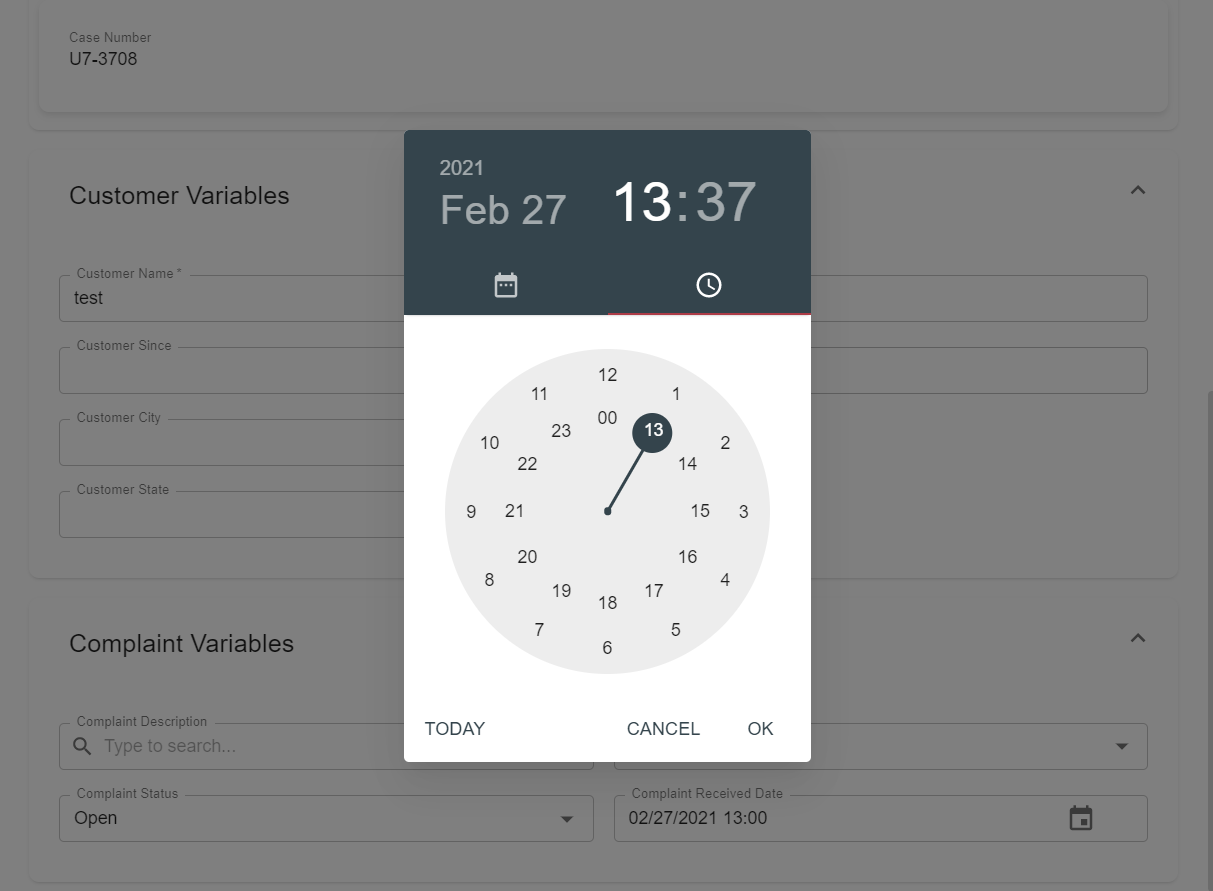 Case Number
U7-3708
Customer Variables
Customer Name *
test
Customer Since
Customer City
Customer State
2021
Feb 27
13:37
12
11
1
00
23
13
10
2
22
14
9
21
15
3
20
16
8
4
19
17
18
7
5
6
TODAY
CANCEL
OK
Complaint Variables
Complaint Description
Type to search...
Complaint Status
Open
Complaint Received Date
02/27/2021 13:00